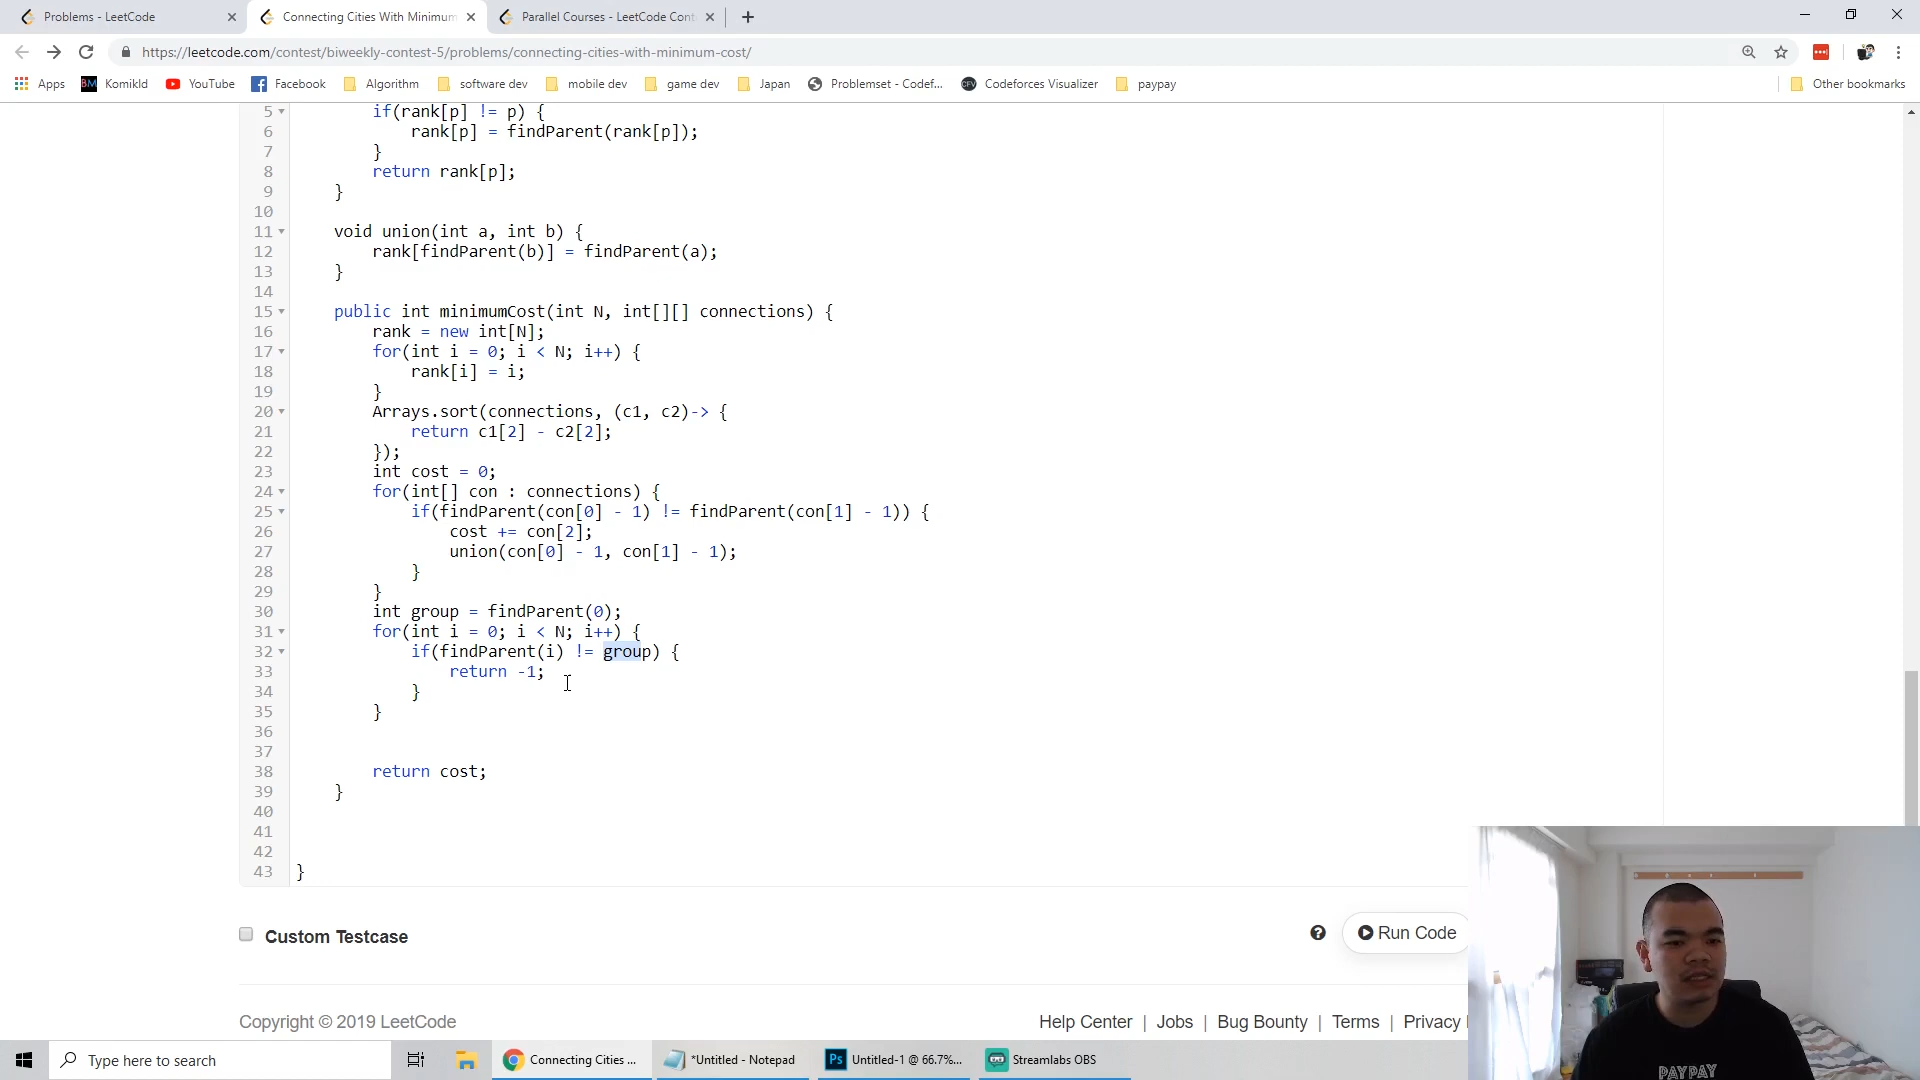 Problems - LeetCode
Connecting Cities With Minimum
Parallel Courses - LeetCode Cont
https://leetcode.com/contest/biweekly-contest-5/problems/connecting-cities-with-minimum-cost/
Apps BM Komikld YouTube Facebook Algorithm software dev mobile dev game dev Japan Problemset - Codef... CFV Codeforces Visualizer paypay Other bookmarks
5 if(rank[p] != p) {
6 rank[p] = findParent(rank[p]);
7 }
8 return rank[p];
9 }
10
11 void union(int a, int b) {
12 rank[findParent(b)] = findParent(a);
13 }
14
15 public int minimumCost(int N, int[][] connections) {
16 rank = new int[N];
17 for(int i = 0; i < N; i++) {
18 rank[i] = i;
19 }
20 Arrays.sort(connections, (c1, c2)-> {
21 return c1[2] - c2[2];
22 });
23 int cost = 0;
24 for(int[] con : connections) {
25 if(findParent(con[0] - 1) != findParent(con[1] - 1)) {
26 cost += con[2];
27 union(con[0] - 1, con[1] - 1);
28 }
29 }
30 int group = findParent(0);
31 for(int i = 0; i < N; i++) {
32 if(findParent(i) != group) {
33 return -1;
34 }
35 }
36
37
38 return cost;
39 }
40
41
42
43 }
Custom Testcase
Run Code
Copyright © 2019 LeetCode
Help Center | Jobs | Bug Bounty | Terms | Privacy
PAYPAY
Type here to search
Connecting Cities ...
*Untitled - Notepad
Ps Untitled-1 @ 66.7%...
Streamlabs OBS